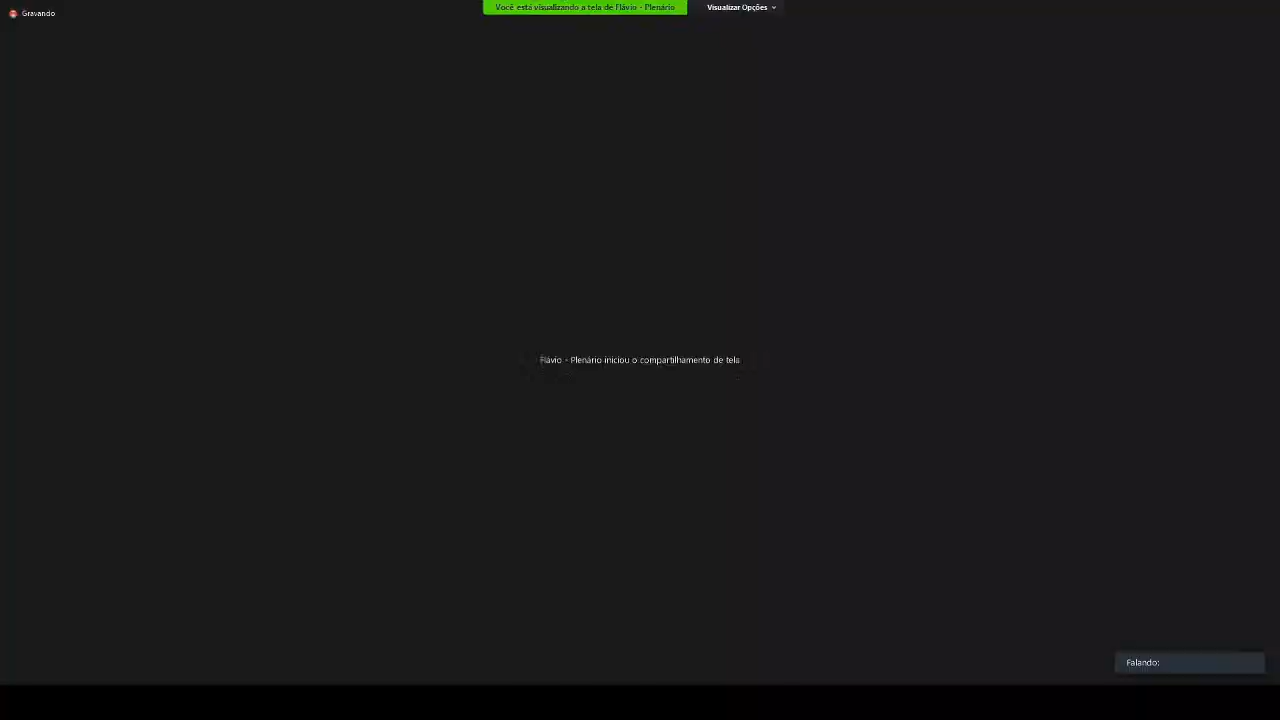 Gravando
Você está visualizando a tela de Flávio - Plenário
Visualizar Opções
Flávio - Plenário iniciou o compartilhamento de tela
Falando: